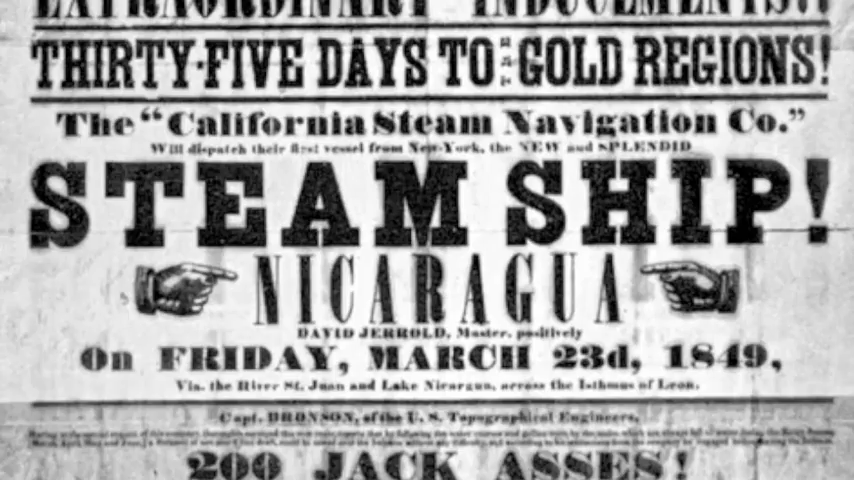 EXTRAORDINARY INDUCEMENTS!!
THIRTY-FIVE DAYS TO THE GOLD REGIONS!
The "California Steam Navigation Co."
Will dispatch their first vessel from New-York, the NEW and SPLENDID
STEAM SHIP!
NICARAGUA
DAVID JERROLD, Master, positively
On FRIDAY, MARCH 23d, 1849,
Via. the River St. Juan and Lake Nicaragua, across the Isthmus of Leon.
Capt. BRONSON, of the U. S. Topographical Engineers,
200 JACK ASSES!